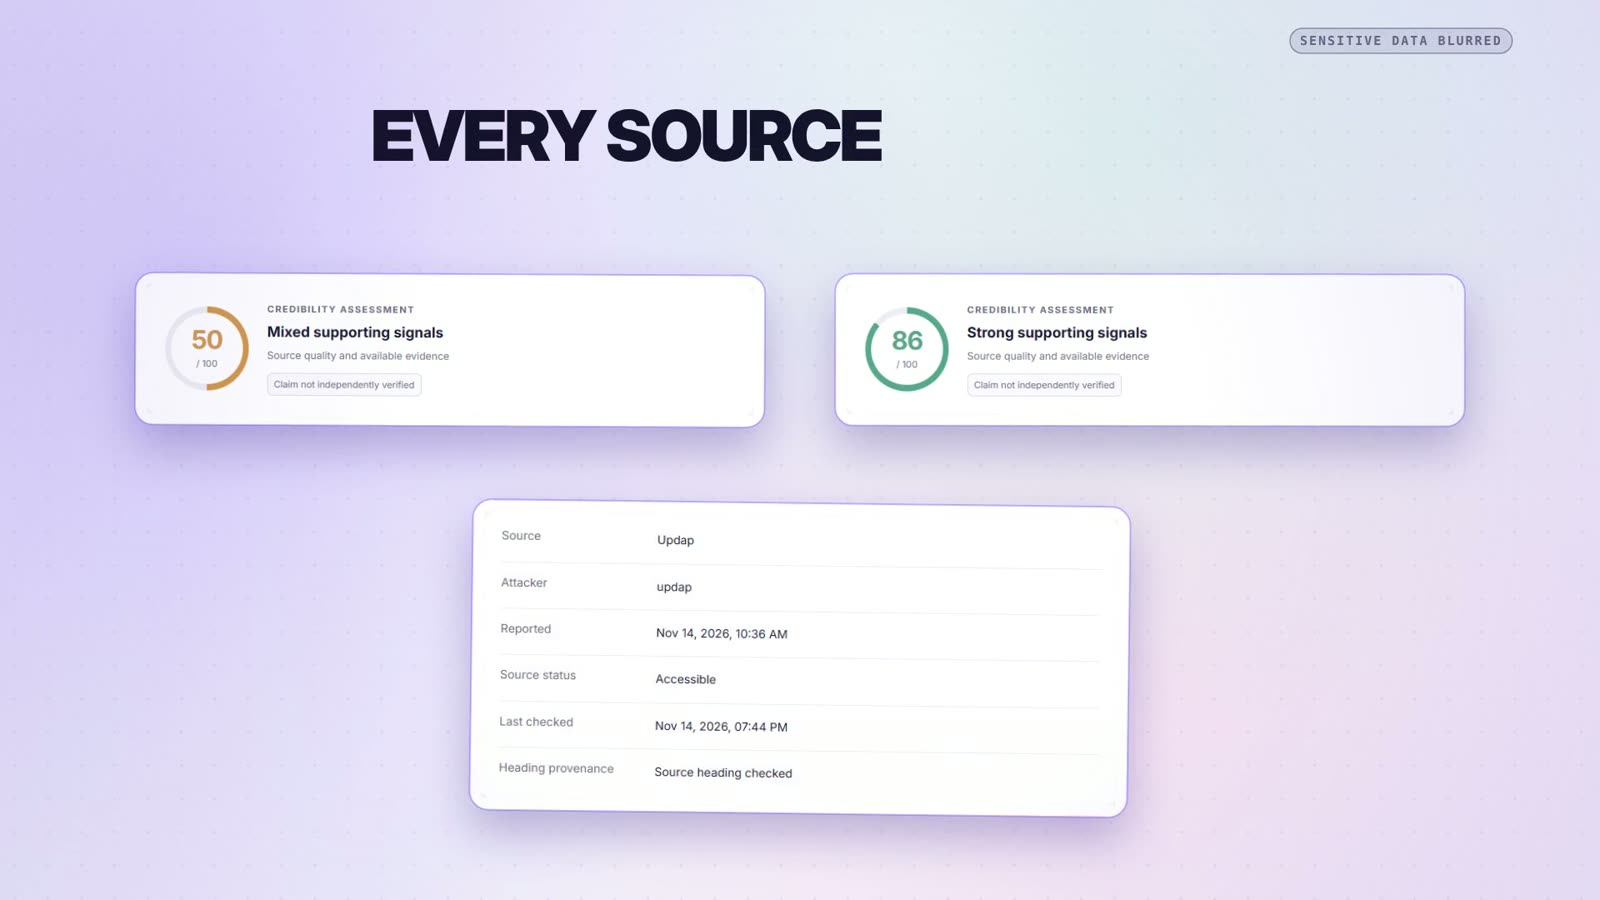 SENSITIVE DATA BLURRED
EVERY SOURCE
CREDIBILITY ASSESSMENT
50
/ 100
Mixed supporting signals
Source quality and available evidence
Claim not independently verified
CREDIBILITY ASSESSMENT
86
/ 100
Strong supporting signals
Source quality and available evidence
Claim not independently verified
Source Updap
Attacker updap
Reported Nov 14, 2026, 10:36 AM
Source status Accessible
Last checked Nov 14, 2026, 07:44 PM
Heading provenance Source heading checked